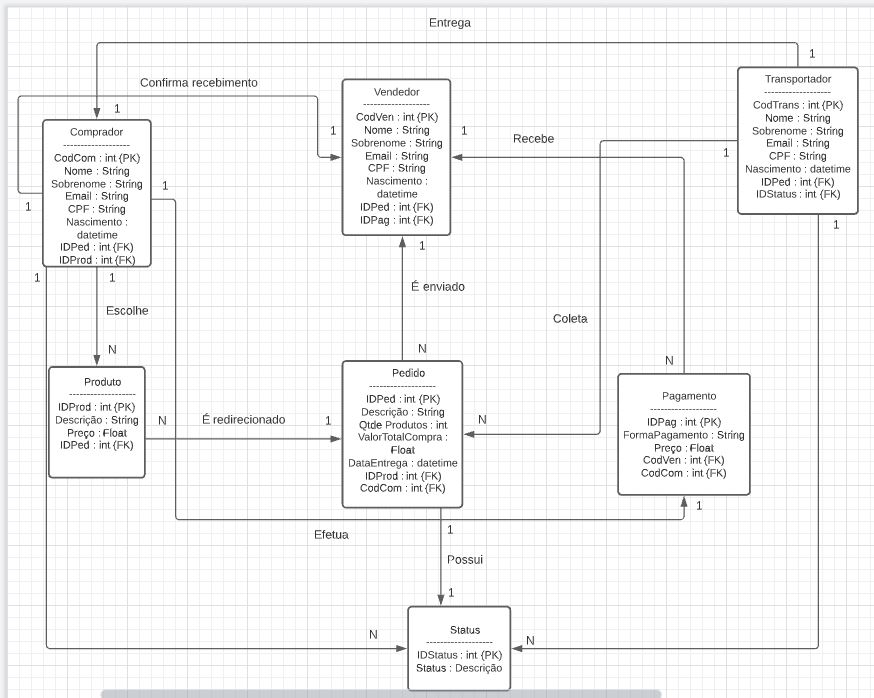 Entrega
1
Confirma recebimento
1
Comprador
--------------------
CodCom : int {PK}
Nome : String
Sobrenome : String
Email : String
CPF : String
Nascimento :
datetime
IDPed : int {FK}
IDProd : int {FK}
1
1
1
1
1
Vendedor
--------------------
CodVen : int {PK}
Nome : String
Sobrenome : String
Email : String
CPF : String
Nascimento :
datetime
IDPed : int {FK}
IDPag : int {FK}
1
Recebe
1
Transportador
--------------------
CodTrans : int {PK}
Nome : String
Sobrenome : String
Email : String
CPF : String
Nascimento : datetime
IDPed : int {FK}
IDStatus : int {FK}
1
1
Escolhe
N
É enviado
N
Coleta
N
Produto
--------------------
IDProd : int {PK}
Descrição : String
Preço : Float
IDPed : int {FK}
N
É redirecionado
1
Pedido
--------------------
IDPed : int {PK}
Descrição : String
Qtde Produtos : int
ValorTotalCompra :
Float
DataEntrega : datetime
IDProd : int {FK}
CodCom : int {FK}
N
Pagamento
--------------------
IDPag : int {PK}
FormaPagamento : String
Preço : Float
CodVen : int {FK}
CodCom : int {FK}
1
Efetua
1
Possui
1
N
Status
--------------------
IDStatus : int {PK}
Status : Descrição
N